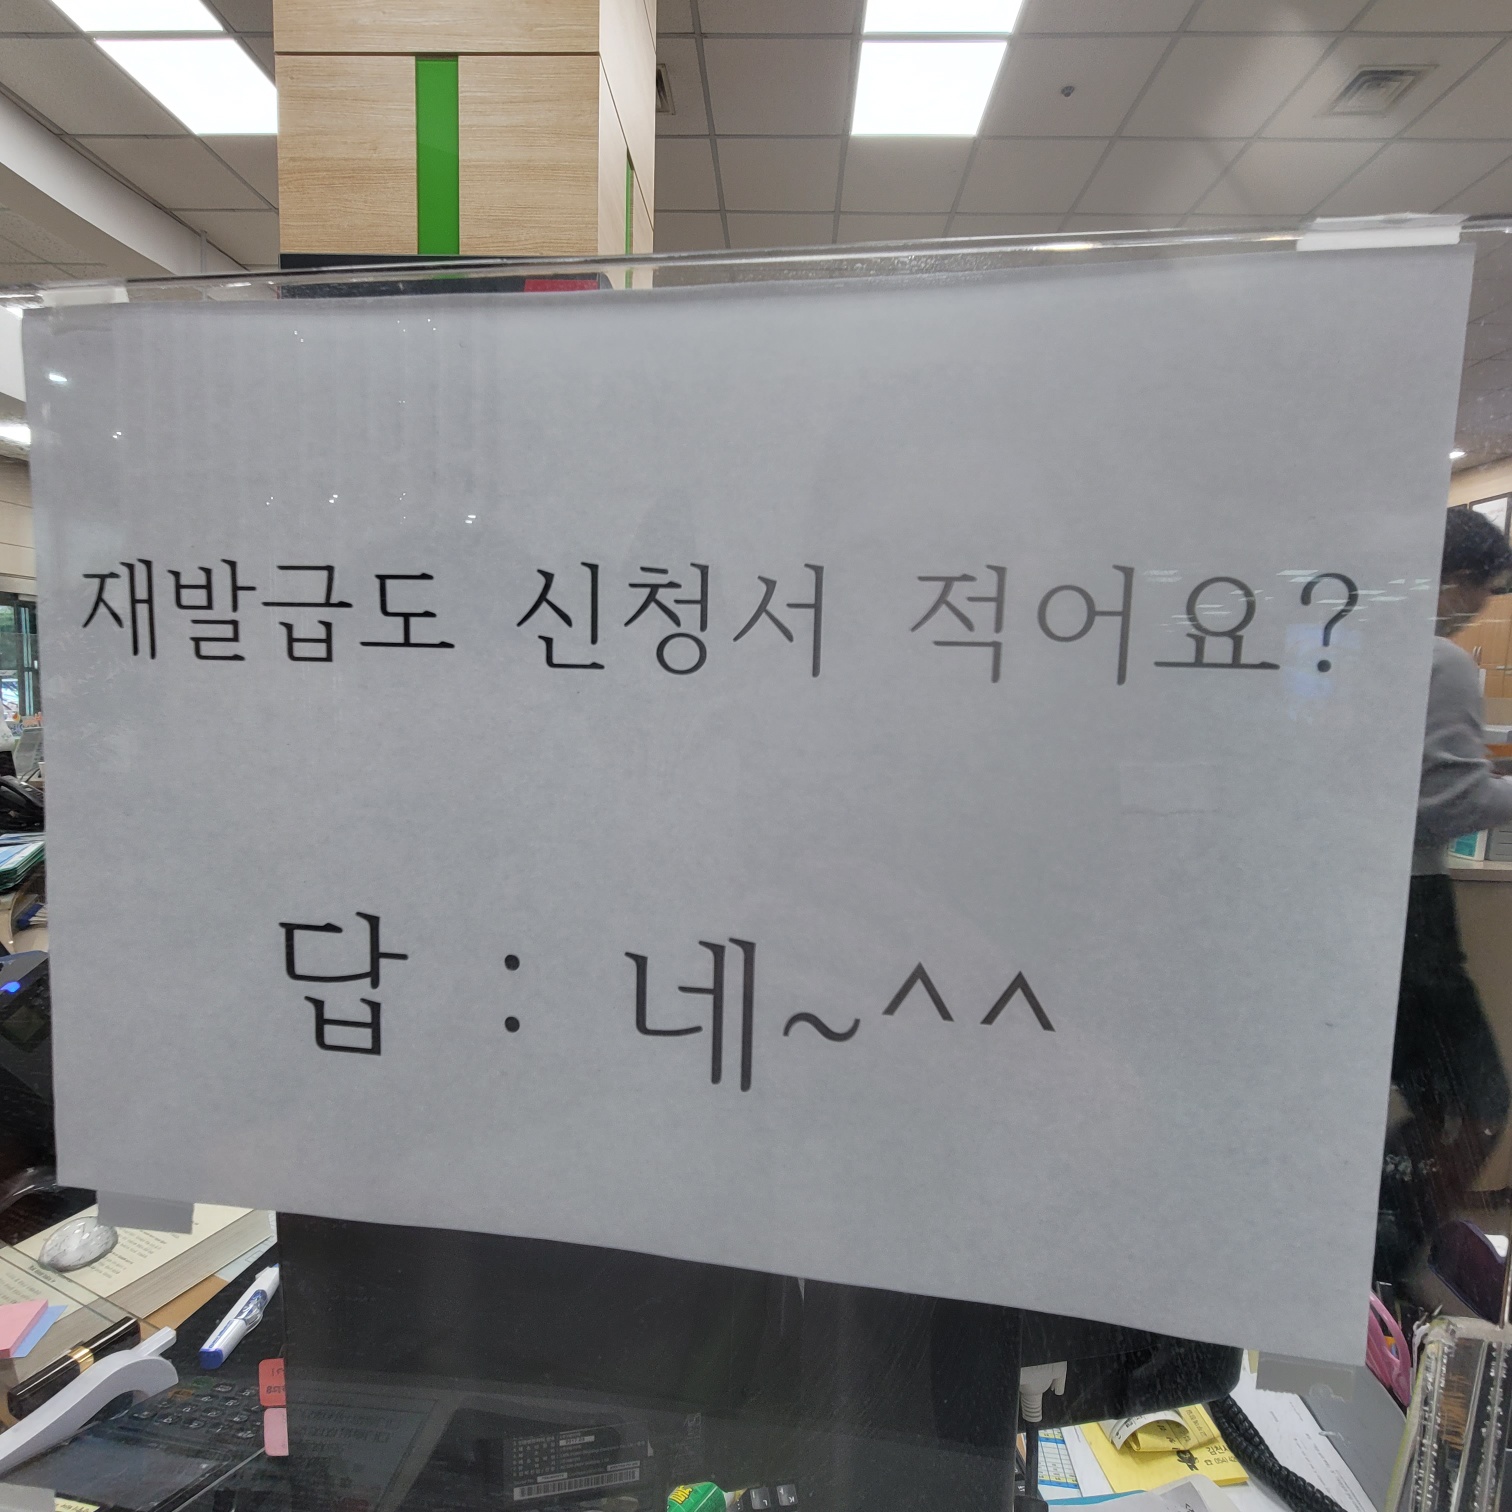 재발급도 신청서 적어요?
답 : 네~^^